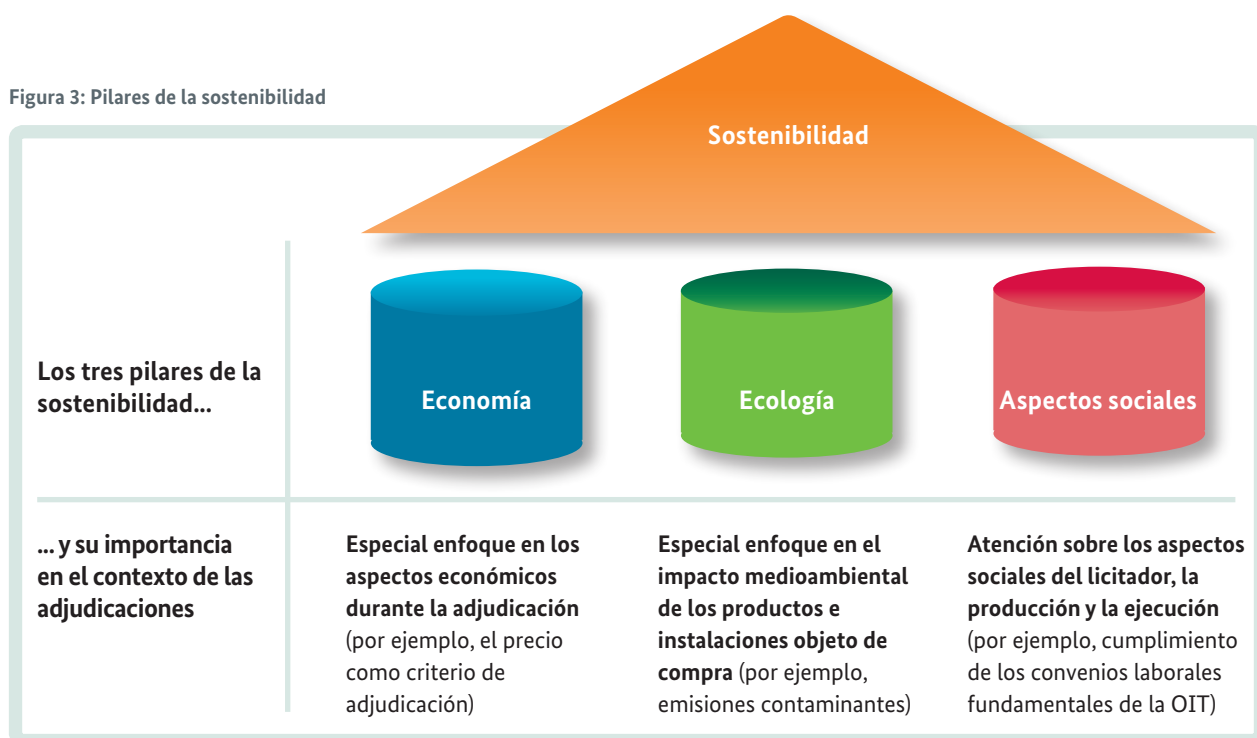 Figura 3: Pilares de la sostenibilidad
Sostenibilidad
Los tres pilares de la
sostenibilidad...
Economía
Ecología
Aspectos sociales
... y su importancia
en el contexto de las
adjudicaciones
Especial enfoque en los
aspectos económicos
durante la adjudicación
(por ejemplo, el precio
como criterio de
adjudicación)
Especial enfoque en el
impacto medioambiental
de los productos e
instalaciones objeto de
compra (por ejemplo,
emisiones contaminantes)
Atención sobre los aspectos
sociales del licitador, la
producción y la ejecución
(por ejemplo, cumplimiento
de los convenios laborales
fundamentales de la OIT)